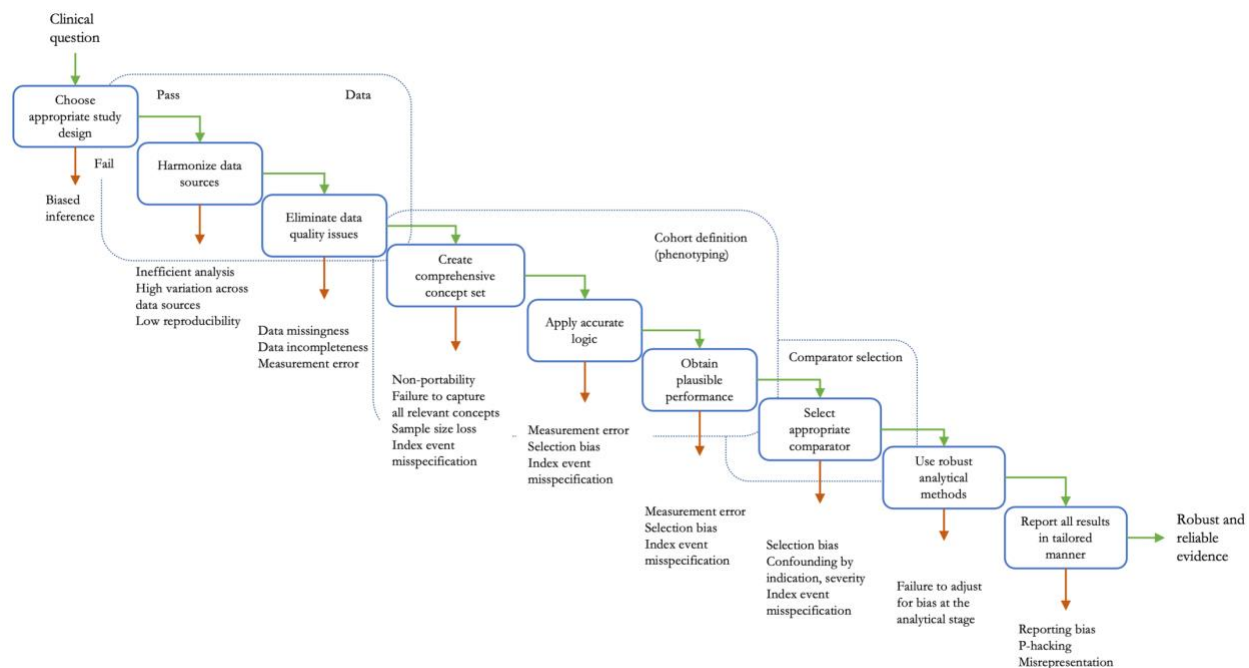 Clinical
question
Choose
appropriate study
design
Pass
Data
Fail
Biased
inference
Harmonize data
sources
Inefficient analysis
High variation across
data sources
Low reproducibility
Eliminate data
quality issues
Data missingness
Data incompleteness
Measurement error
Cohort definition
(phenotyping)
Create
comprehensive
concept set
Non-portability
Failure to capture
all relevant concepts
Sample size loss
Index event
misspecification
Apply accurate
logic
Measurement error
Selection bias
Index event
misspecification
Obtain
plausible
performance
Measurement error
Selection bias
Index event
misspecification
Comparator selection
Select
appropriate
comparator
Selection bias
Confounding by
indication, severity
Index event
misspecification
Use robust
analytical
methods
Failure to adjust
for bias at the
analytical stage
Report all results
in tailored
manner
Reporting bias
P-hacking
Misrepresentation
Robust and
reliable
evidence